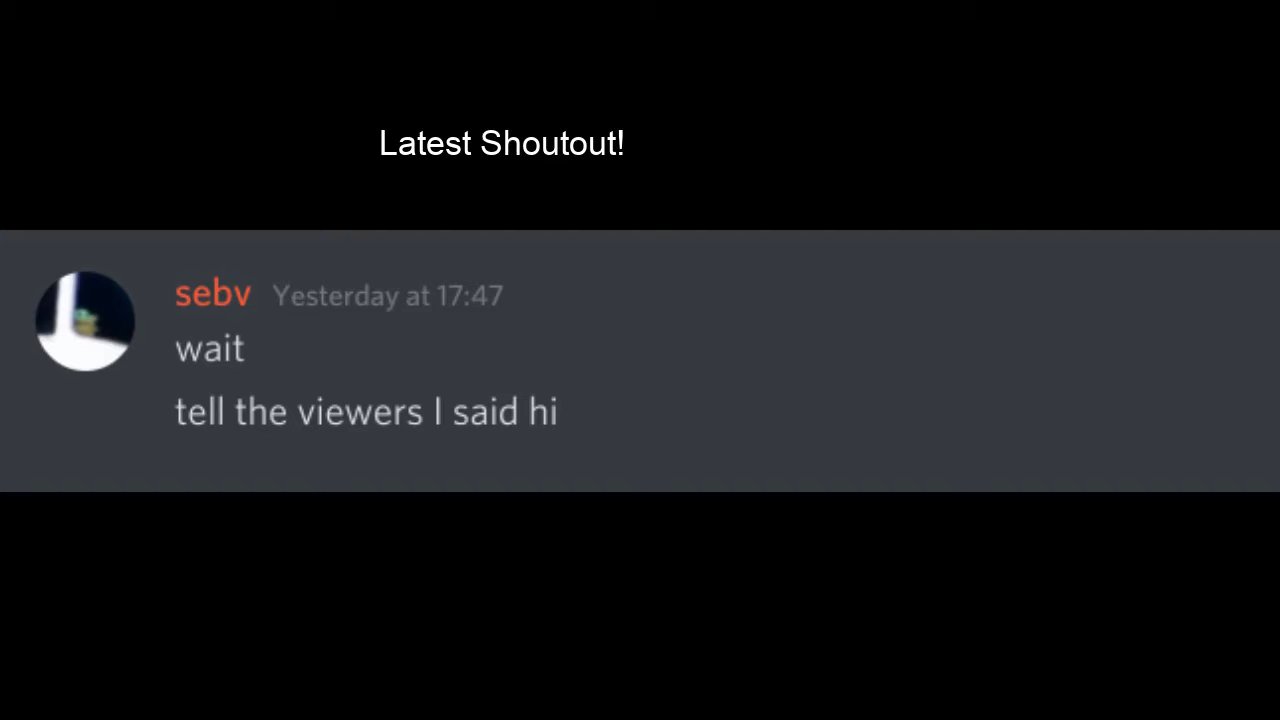 Latest Shoutout!
sebv Yesterday at 17:47
wait
tell the viewers I said hi